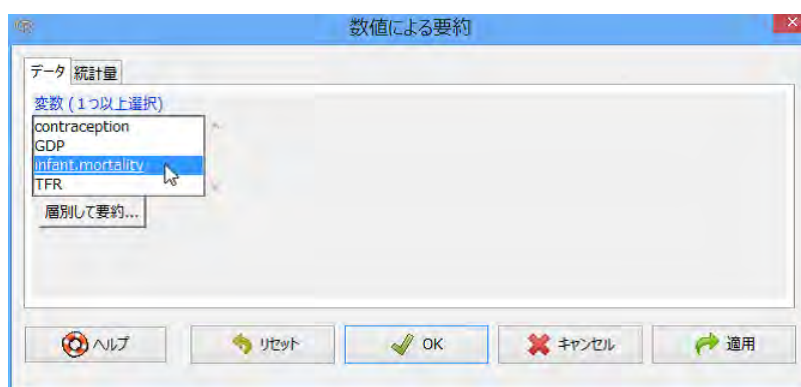 数値による要約
データ 統計量
変数 (1つ以上選択)
contraception
GDP
infant.mortality
TFR
層別して要約...
ヘルプ リセット OK キャンセル 適用